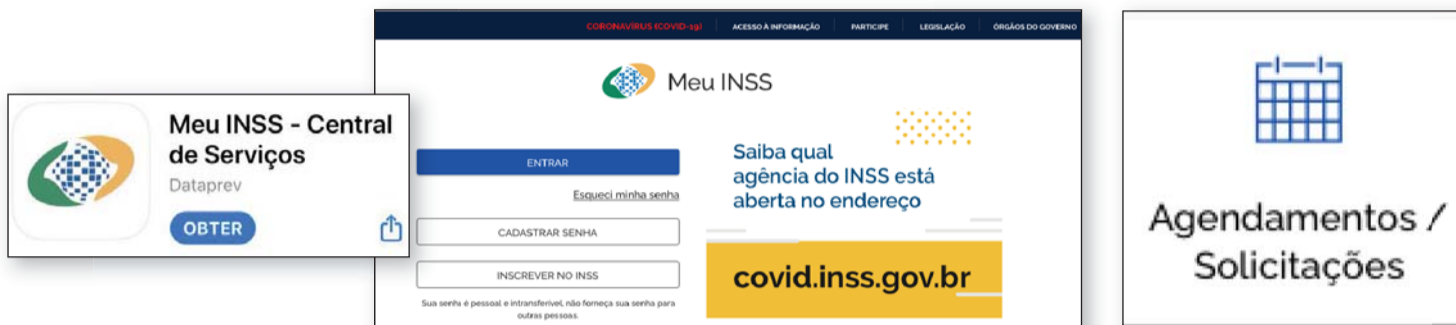 Meu INSS - Central
de Serviços
Dataprev
OBTER
CORONAVÍRUS (COVID-19)
ACESSO À INFORMAÇÃO
PARTICIPE
LEGISLAÇÃO
ÓRGÃOS DO GOVERNO
Meu INSS
ENTRAR
Esqueci minha senha
CADASTRAR SENHA
INSCREVER NO INSS
Sua senha é pessoal e intransferível, não forneça sua senha para
outras pessoas.
Saiba qual
agência do INSS está
aberta no endereço
covid.inss.gov.br
Agendamentos /
Solicitações